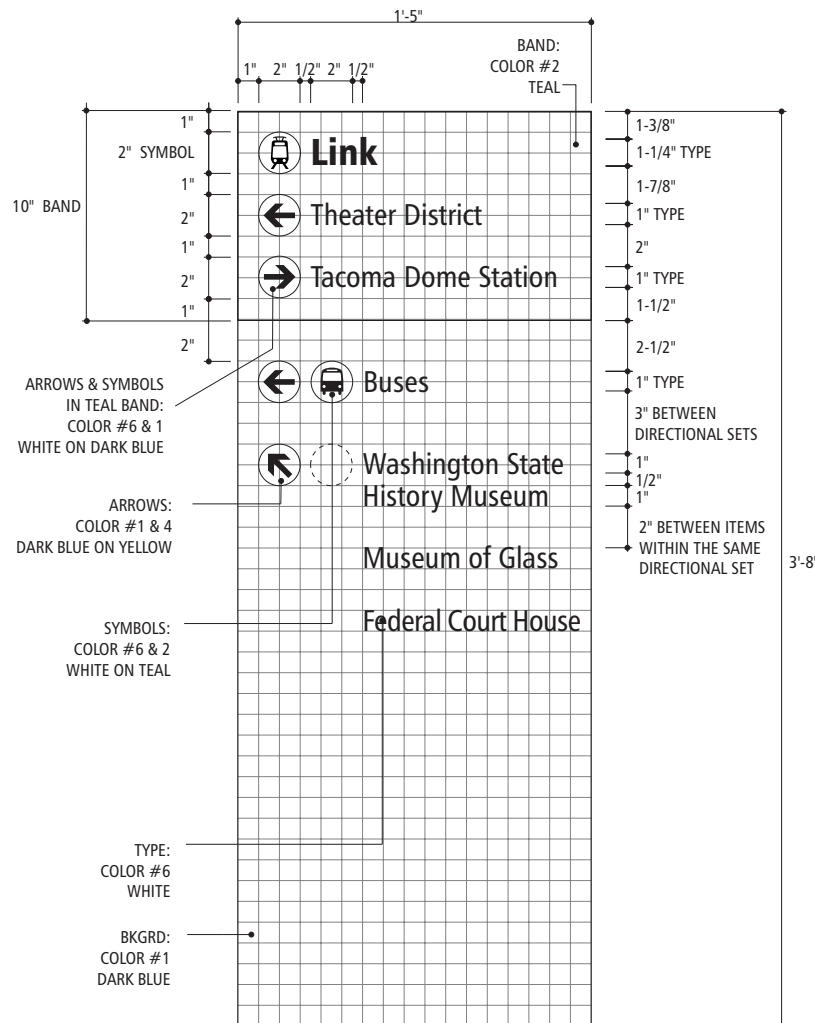 1'-5"
BAND:
COLOR #2
TEAL
1" 2" 1/2" 2" 1/2"
1"
2" SYMBOL
1"
10" BAND
2"
1"
2"
1"
2"
Link
Theater District
Tacoma Dome Station
Buses
Washington State
History Museum
Museum of Glass
Federal Court House
1-3/8"
1-1/4" TYPE
1-7/8"
1" TYPE
2"
1" TYPE
1-1/2"
2-1/2"
1" TYPE
3" BETWEEN
DIRECTIONAL SETS
1"
1/2"
1"
2" BETWEEN ITEMS
WITHIN THE SAME
DIRECTIONAL SET
3'-8"
ARROWS & SYMBOLS
IN TEAL BAND:
COLOR #6 & 1
WHITE ON DARK BLUE
ARROWS:
COLOR #1 & 4
DARK BLUE ON YELLOW
SYMBOLS:
COLOR #6 & 2
WHITE ON TEAL
TYPE:
COLOR #6
WHITE
BKGRD:
COLOR #1
DARK BLUE